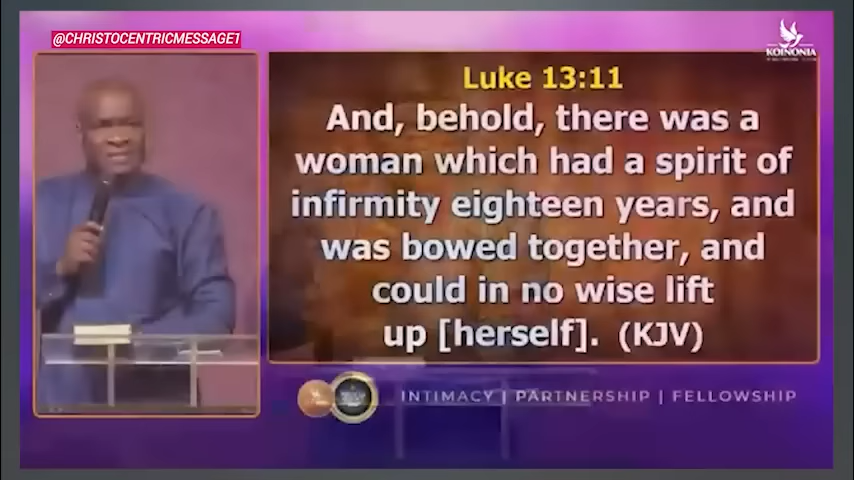 @CHRISTOCENTRICMESSAGE1
KOINONIA
Luke 13:11
And, behold, there was a
woman which had a spirit of
infirmity eighteen years, and
was bowed together, and
could in no wise lift
up [herself]. (KJV)
INTIMACY | PARTNERSHIP | FELLOWSHIP